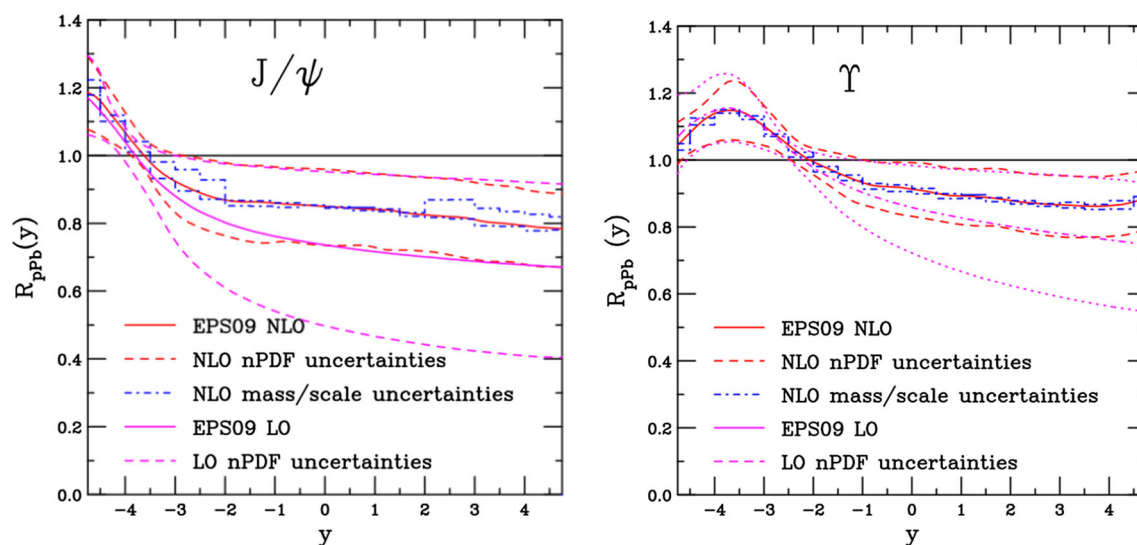 J/ψ
1.4
1.2
1.0
0.8
0.6
0.4
0.2
0.0
R_pPb(y)
EPS09 NLO
NLO nPDF uncertainties
NLO mass/scale uncertainties
EPS09 LO
LO nPDF uncertainties
−4 −3 −2 −1 0 1 2 3 4
y
ϒ
1.4
1.2
1.0
0.8
0.6
0.4
0.2
0.0
R_pPb (y)
EPS09 NLO
NLO nPDF uncertainties
NLO mass/scale uncertainties
EPS09 LO
LO nPDF uncertainties
−4 −3 −2 −1 0 1 2 3 4
y